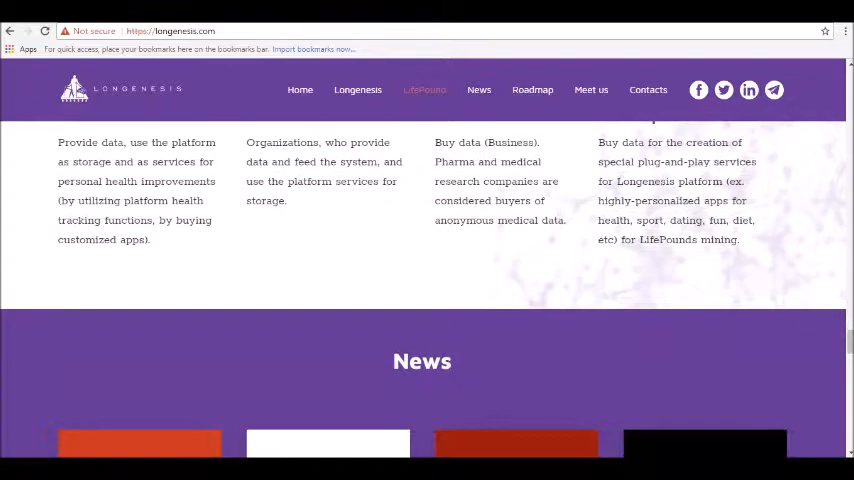 Not secure https://longenesis.com
Apps For quick access, place your bookmarks here on the bookmarks bar. Import bookmarks now...
LONGENESIS Home Longenesis LifePound News Roadmap Meet us Contacts
Provide data, use the platform
as storage and as services for
personal health improvements
(by utilizing platform health
tracking functions, by buying
customized apps).
Organizations, who provide
data and feed the system, and
use the platform services for
storage.
Buy data (Business).
Pharma and medical
research companies are
considered buyers of
anonymous medical data.
Buy data for the creation of
special plug-and-play services
for Longenesis platform (ex.
highly-personalized apps for
health, sport, dating, fun, diet,
etc) for LifePounds mining.
News